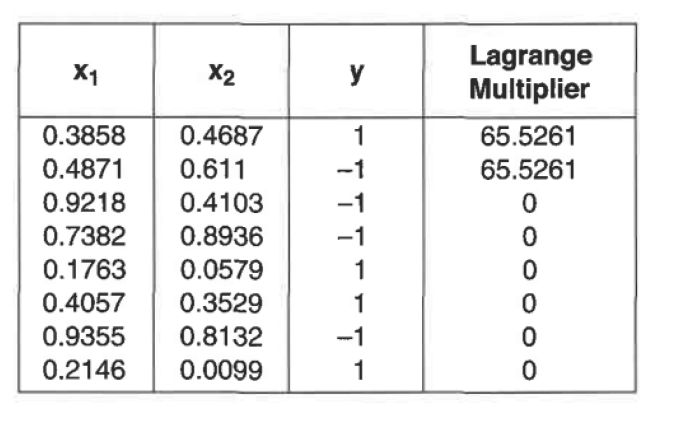 x1 x2 y Lagrange Multiplier
0.3858 0.4687 1 65.5261
0.4871 0.611 −1 65.5261
0.9218 0.4103 −1 0
0.7382 0.8936 −1 0
0.1763 0.0579 1 0
0.4057 0.3529 1 0
0.9355 0.8132 −1 0
0.2146 0.0099 1 0